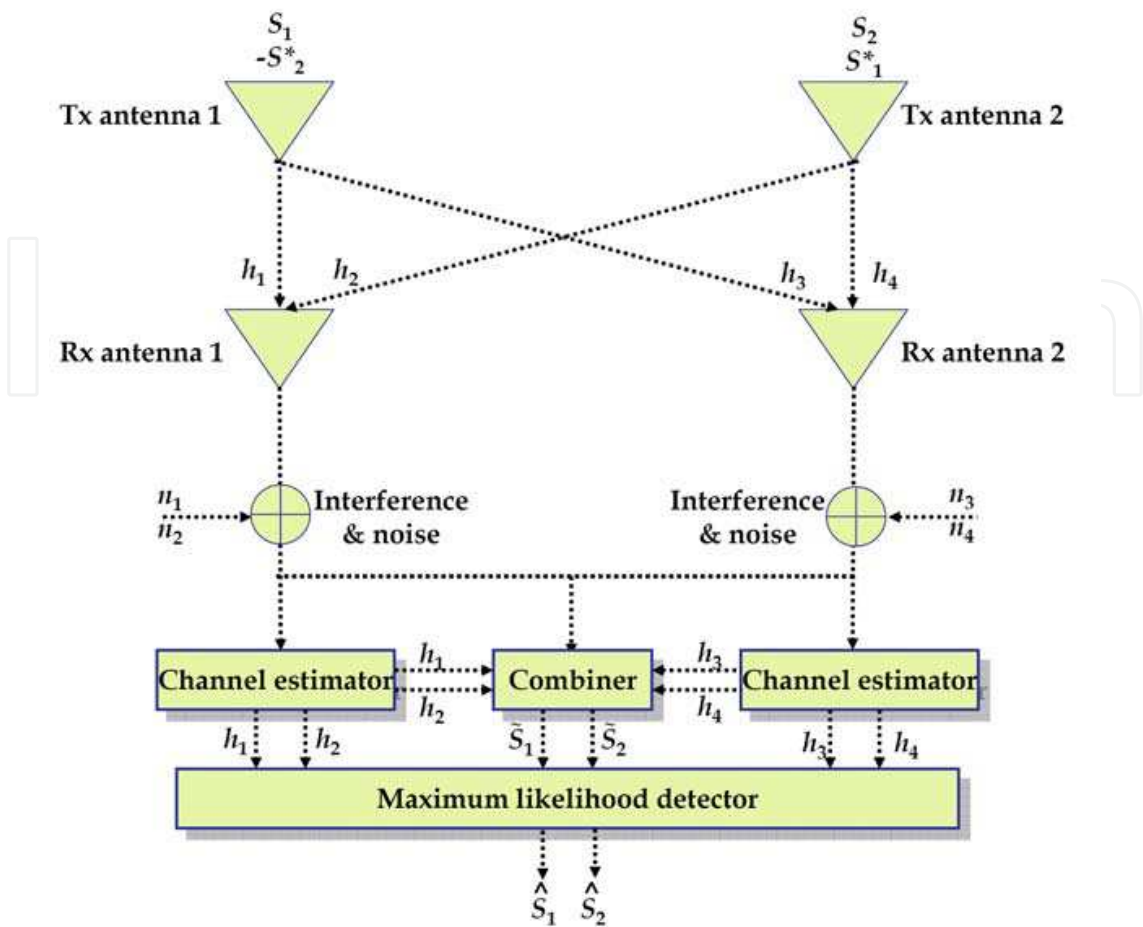 S₁
-S*₂
S₂
S*₁
Tx antenna 1
Tx antenna 2
h₁
h₂
h₃
h₄
Rx antenna 1
Rx antenna 2
n₁
n₂
Interference
& noise
Interference
& noise
n₃
n₄
Channel estimator
h₁
h₂
Combiner
h₃
h₄
Channel estimator
h₁
h₂
S̃₁
S̃₂
h₃
h₄
Maximum likelihood detector
Ŝ₁
Ŝ₂